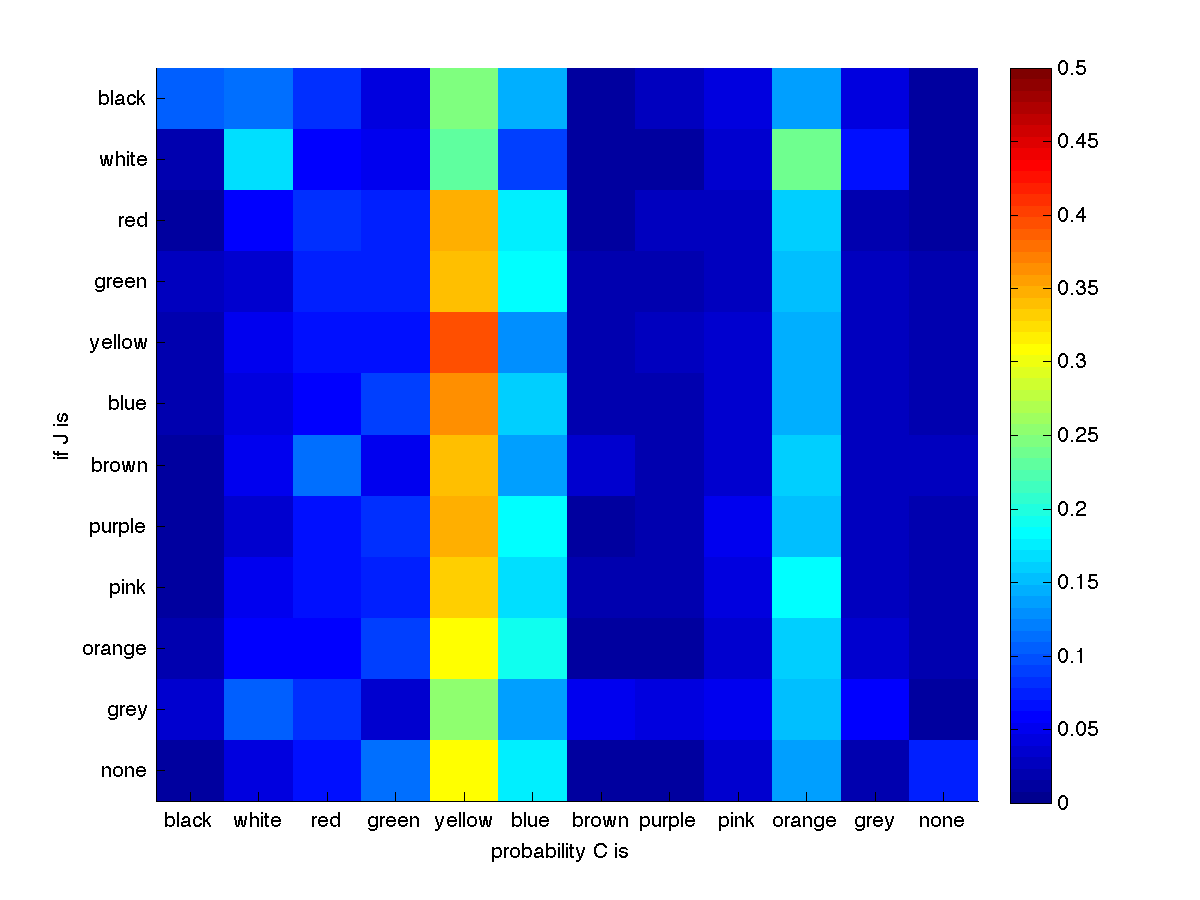 black
white
red
green
yellow
blue
brown
purple
pink
orange
grey
none
if J is
black white red green yellow blue brown purple pink orange grey none
probability C is
0.5
0.45
0.4
0.35
0.3
0.25
0.2
0.15
0.1
0.05
0